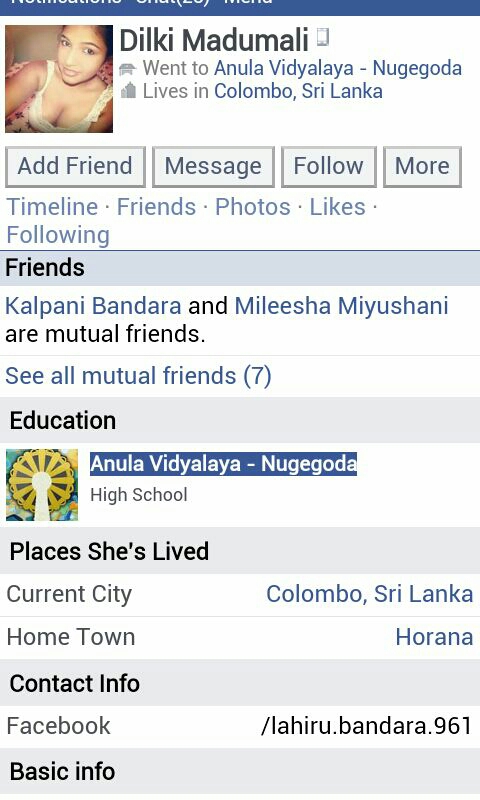 Notifications Chat(26) Menu
Dilki Madumali
Went to Anula Vidyalaya - Nugegoda
Lives in Colombo, Sri Lanka
Add Friend Message Follow More
Timeline · Friends · Photos · Likes ·
Following
Friends
Kalpani Bandara and Mileesha Miyushani
are mutual friends.
See all mutual friends (7)
Education
Anula Vidyalaya - Nugegoda
High School
Places She's Lived
Current City Colombo, Sri Lanka
Home Town Horana
Contact Info
Facebook /lahiru.bandara.961
Basic info